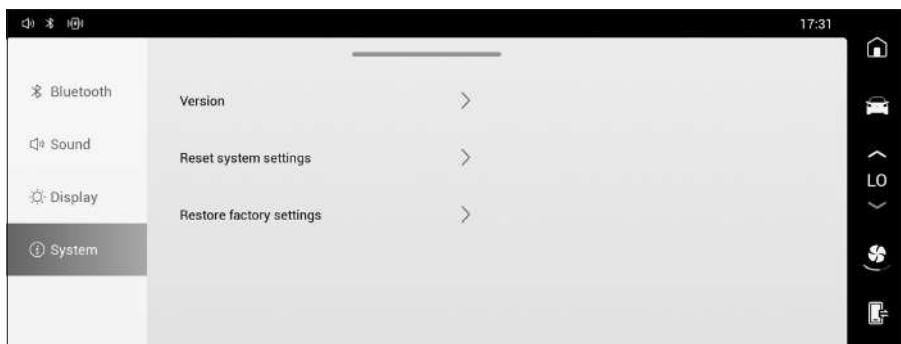 17:31
Bluetooth
Sound
Display
System
Version
Reset system settings
Restore factory settings
LO